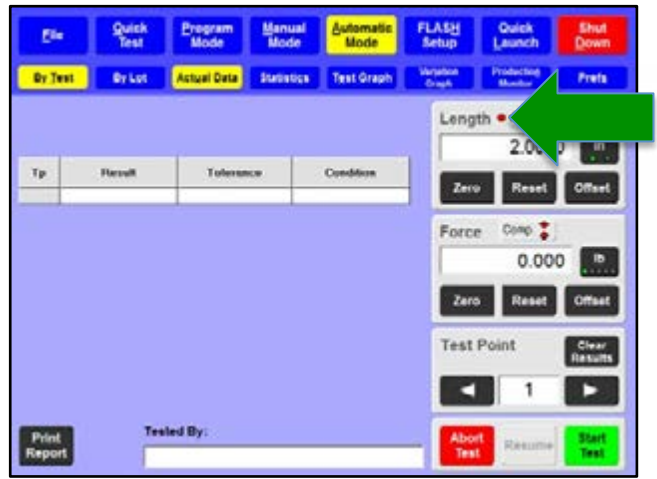 File Quick Test Program Mode Manual Mode Automatic Mode FLASH Setup Quick Launch Shut Down
By Test By Lot Actual Data Statistics Test Graph Variation Graph Production Monitor Prefs
Length
2.0000 in
Zero Reset Offset
Tp Result Tolerance Condition
Force Comp.
0.000 lb
Zero Reset Offset
Test Point Clear Results
1
Print Report Tested By: Abort Test Resume Start Test